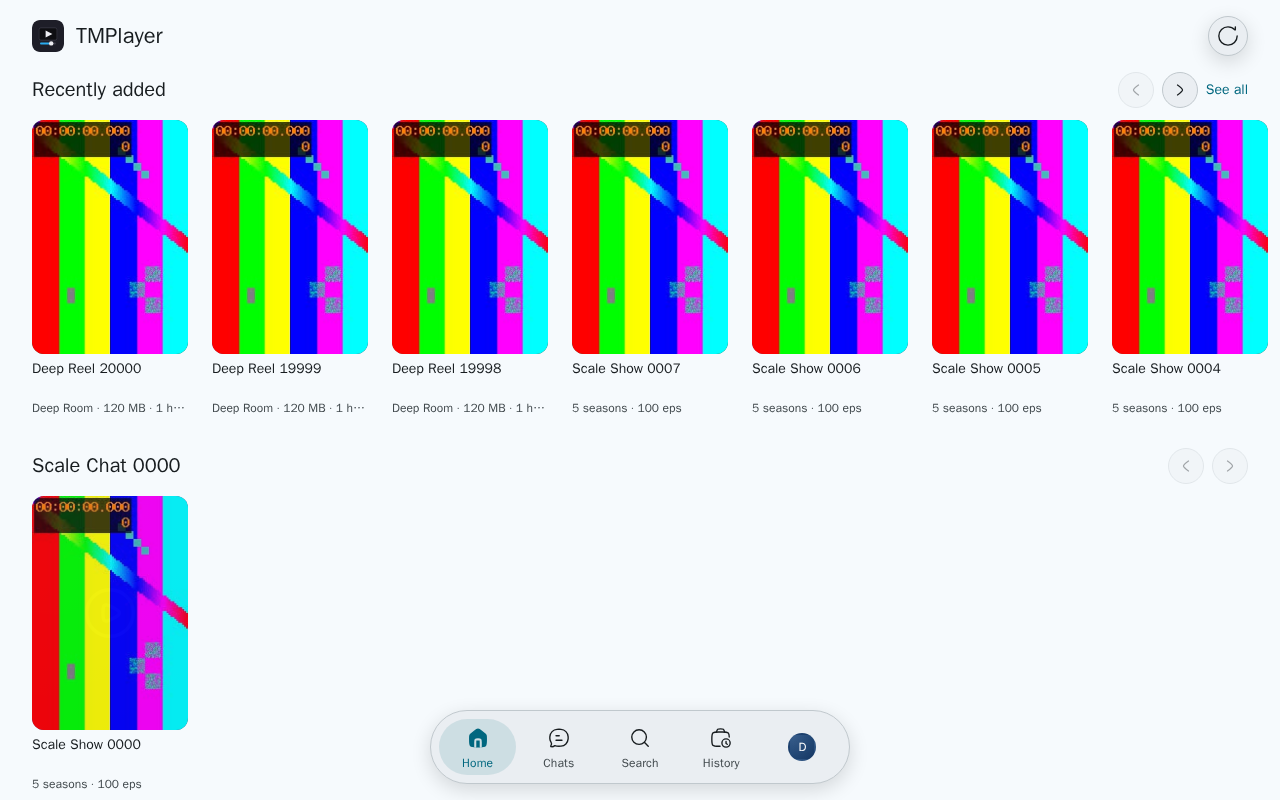 TMPlayer
Recently added
See all
00:00:00.000
0
00:00:00.000
0
00:00:00.000
0
00:00:00.000
0
00:00:00.000
0
00:00:00.000
0
00:00:00.000
0
Deep Reel 20000
Deep Reel 19999
Deep Reel 19998
Scale Show 0007
Scale Show 0006
Scale Show 0005
Scale Show 0004
Deep Room · 120 MB · 1 h···
Deep Room · 120 MB · 1 h···
Deep Room · 120 MB · 1 h···
5 seasons · 100 eps
5 seasons · 100 eps
5 seasons · 100 eps
5 seasons · 100 eps
Scale Chat 0000
00:00:00.000
0
Scale Show 0000
5 seasons · 100 eps
Home
Chats
Search
History
D